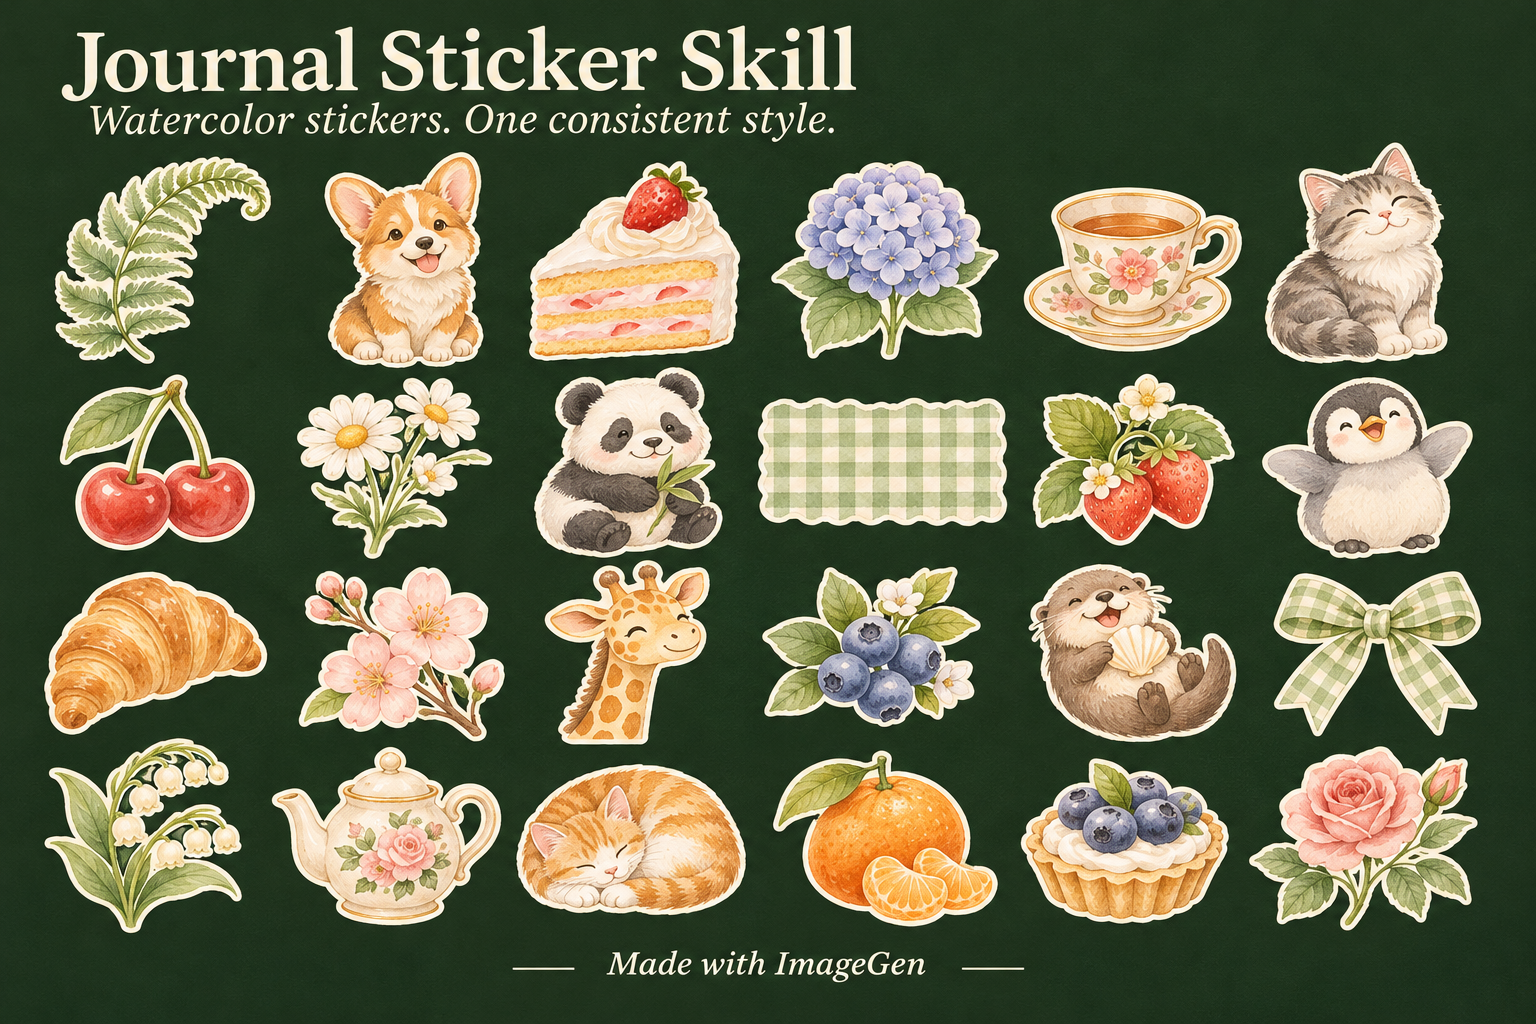 Journal Sticker Skill
Watercolor stickers. One consistent style.
Made with ImageGen